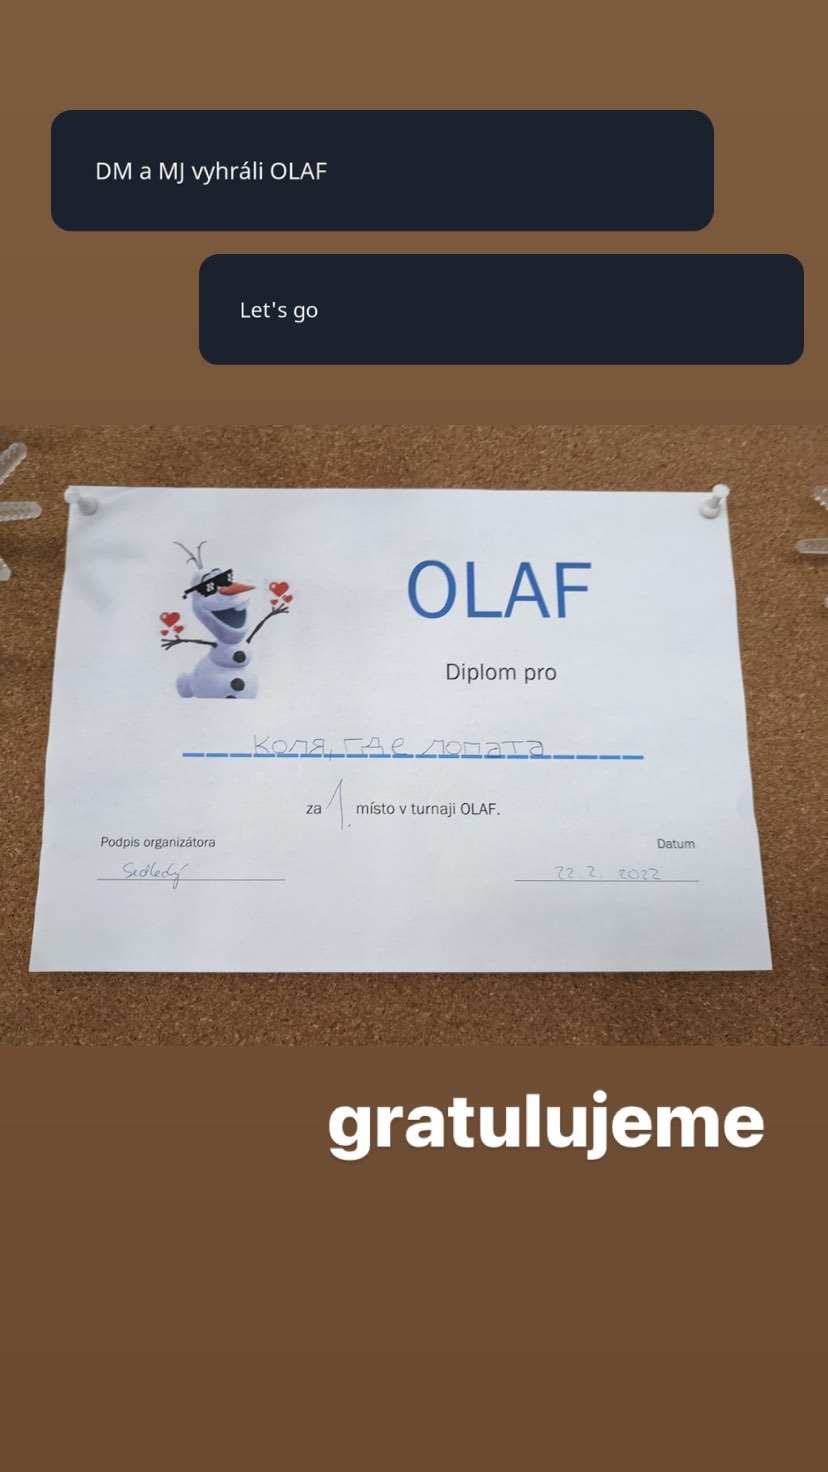 DM a MJ vyhráli OLAF
Let's go
OLAF
Diplom pro
Коля, где лопата
za 1. místo v turnaji OLAF.
Podpis organizátora
Datum
Sedledý
22.2. 2022
gratulujeme